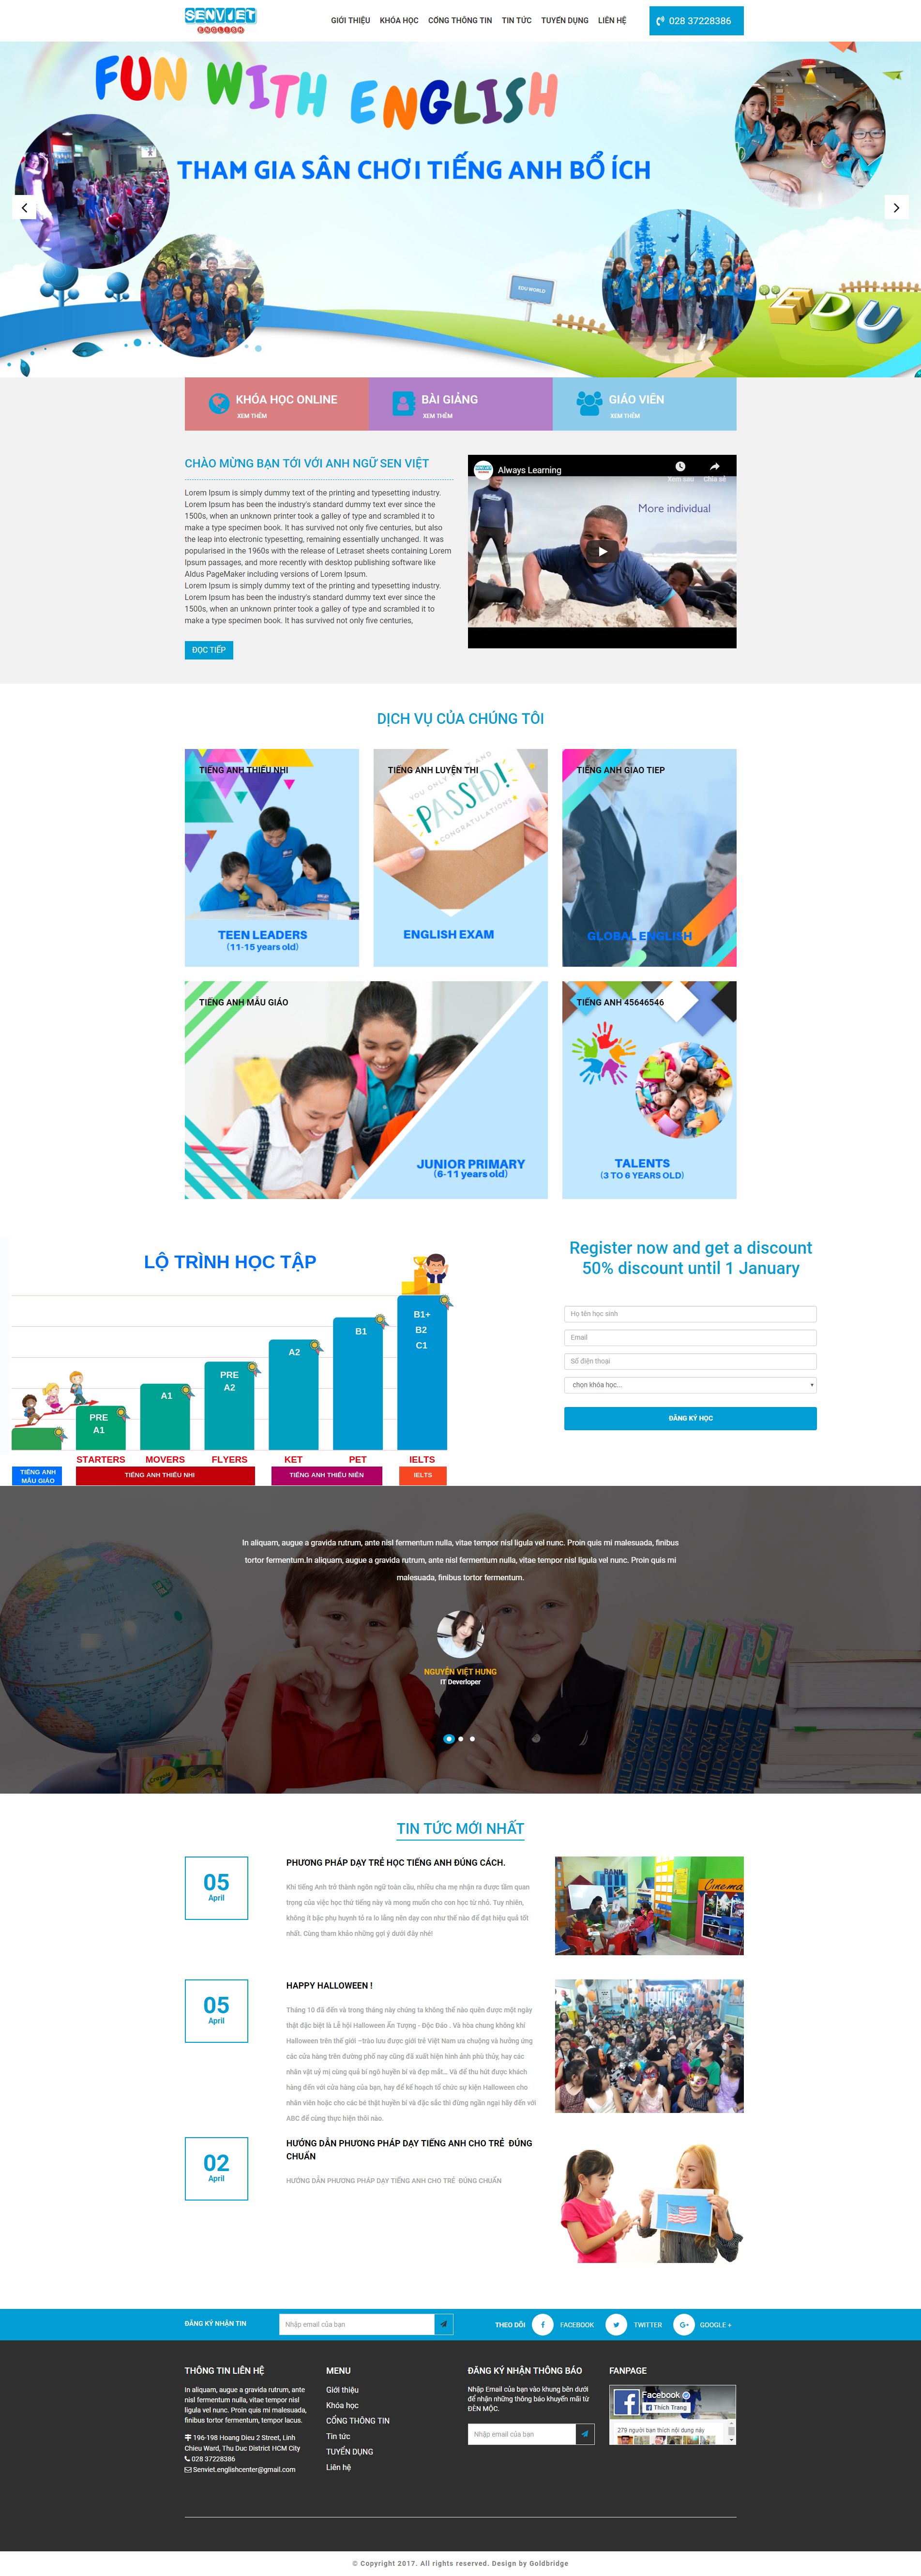 SENVIET
ENGLISH
GIỚI THIỆU
KHÓA HỌC
CỔNG THÔNG TIN
TIN TỨC
TUYỂN DỤNG
LIÊN HỆ
028 37228386
FUN WITH ENGLISH
THAM GIA SÂN CHƠI TIẾNG ANH BỔ ÍCH
EDU WORLD
EDU
KHÓA HỌC ONLINE
XEM THÊM
BÀI GIẢNG
XEM THÊM
GIÁO VIÊN
XEM THÊM
CHÀO MỪNG BẠN TỚI VỚI ANH NGỮ SEN VIỆT
Lorem Ipsum is simply dummy text of the printing and typesetting industry.
Lorem Ipsum has been the industry's standard dummy text ever since the
1500s, when an unknown printer took a galley of type and scrambled it to
make a type specimen book. It has survived not only five centuries, but also
the leap into electronic typesetting, remaining essentially unchanged. It was
popularised in the 1960s with the release of Letraset sheets containing Lorem
Ipsum passages, and more recently with desktop publishing software like
Aldus PageMaker including versions of Lorem Ipsum.
Lorem Ipsum is simply dummy text of the printing and typesetting industry.
Lorem Ipsum has been the industry's standard dummy text ever since the
1500s, when an unknown printer took a galley of type and scrambled it to
make a type specimen book. It has survived not only five centuries,
ĐỌC TIẾP
Always Learning
Xem sau
Chia sẻ
More individual
DỊCH VỤ CỦA CHÚNG TÔI
TIẾNG ANH THIẾU NHI
TEEN LEADERS
(11-15 years old)
TIẾNG ANH LUYỆN THI
YOU ONLY AND
PASSED!
CONGRATULATIONS
ENGLISH EXAM
TIẾNG ANH GIAO TIẾP
GLOBAL ENGLISH
TIẾNG ANH MẪU GIÁO
JUNIOR PRIMARY
(6-11 years old)
TIẾNG ANH 45646546
TALENTS
(3 TO 6 YEARS OLD)
LỘ TRÌNH HỌC TẬP
PRE
A1
A1
PRE
A2
A2
B1
B1+
B2
C1
STARTERS
MOVERS
FLYERS
KET
PET
IELTS
TIẾNG ANH
MẪU GIÁO
TIẾNG ANH THIẾU NHI
TIẾNG ANH THIẾU NIÊN
IELTS
Register now and get a discount
50% discount until 1 January
Họ tên học sinh
Email
Số điện thoại
chọn khóa học...
ĐĂNG KÝ HỌC
In aliquam, augue a gravida rutrum, ante nisl fermentum nulla, vitae tempor nisl ligula vel nunc. Proin quis mi malesuada, finibus
tortor fermentum.In aliquam, augue a gravida rutrum, ante nisl fermentum nulla, vitae tempor nisl ligula vel nunc. Proin quis mi
malesuada, finibus tortor fermentum.
NGUYỄN VIỆT HƯNG
IT Deverloper
TIN TỨC MỚI NHẤT
05
April
PHƯƠNG PHÁP DẠY TRẺ HỌC TIẾNG ANH ĐÚNG CÁCH.
Khi tiếng Anh trở thành ngôn ngữ toàn cầu, nhiều cha mẹ nhận ra được tầm quan
trọng của việc học thứ tiếng này và mong muốn cho con học từ nhỏ. Tuy nhiên,
không ít bậc phụ huynh tỏ ra lo lắng nên dạy con như thế nào để đạt hiệu quả tốt
nhất. Cùng tham khảo những gợi ý dưới đây nhé!
BANK
Cinema
05
April
HAPPY HALLOWEEN !
Tháng 10 đã đến và trong tháng này chúng ta không thể nào quên được một ngày
thật đặc biệt là Lễ hội Halloween Ấn Tượng - Độc Đáo . Và hòa chung không khí
Halloween trên thế giới –trào lưu được giới trẻ Việt Nam ưa chuộng và hưởng ứng
các cửa hàng trên đường phố nay cũng đã xuất hiện hình ảnh phù thủy, hay các
nhân vật uỷ mị cùng quả bí ngô huyền bí và đẹp mắt... Và để thu hút được khách
hàng đến với cửa hàng của bạn, hay để kế hoạch tổ chức sự kiện Halloween cho
nhân viên hoặc cho các bé thật huyền bí và đặc sắc thì đừng ngần ngại hãy đến với
ABC để cùng thực hiện thôi nào.
02
April
HƯỚNG DẪN PHƯƠNG PHÁP DẠY TIẾNG ANH CHO TRẺ ĐÚNG
CHUẨN
HƯỚNG DẪN PHƯƠNG PHÁP DẠY TIẾNG ANH CHO TRẺ ĐÚNG CHUẨN
ĐĂNG KÝ NHẬN TIN
Nhập email của bạn
THEO DÕI
FACEBOOK
TWITTER
GOOGLE +
THÔNG TIN LIÊN HỆ
In aliquam, augue a gravida rutrum, ante
nisl fermentum nulla, vitae tempor nisl
ligula vel nunc. Proin quis mi malesuada,
finibus tortor fermentum, tempor lacus.
196-198 Hoang Dieu 2 Street, Linh
Chieu Ward, Thu Duc District HCM City
028 37228386
Senviet.englishcenter@gmail.com
MENU
Giới thiệu
Khóa học
CỔNG THÔNG TIN
Tin tức
TUYỂN DỤNG
Liên hệ
ĐĂNG KÝ NHẬN THÔNG BÁO
Nhập Email của bạn vào khung bên dưới
để nhận những thông báo khuyến mãi từ
ĐÈN MỘC.
Nhập email của bạn
FANPAGE
Facebook
Thích Trang
279 người bạn thích nội dung này
© Copyright 2017. All rights reserved. Design by Goldbridge